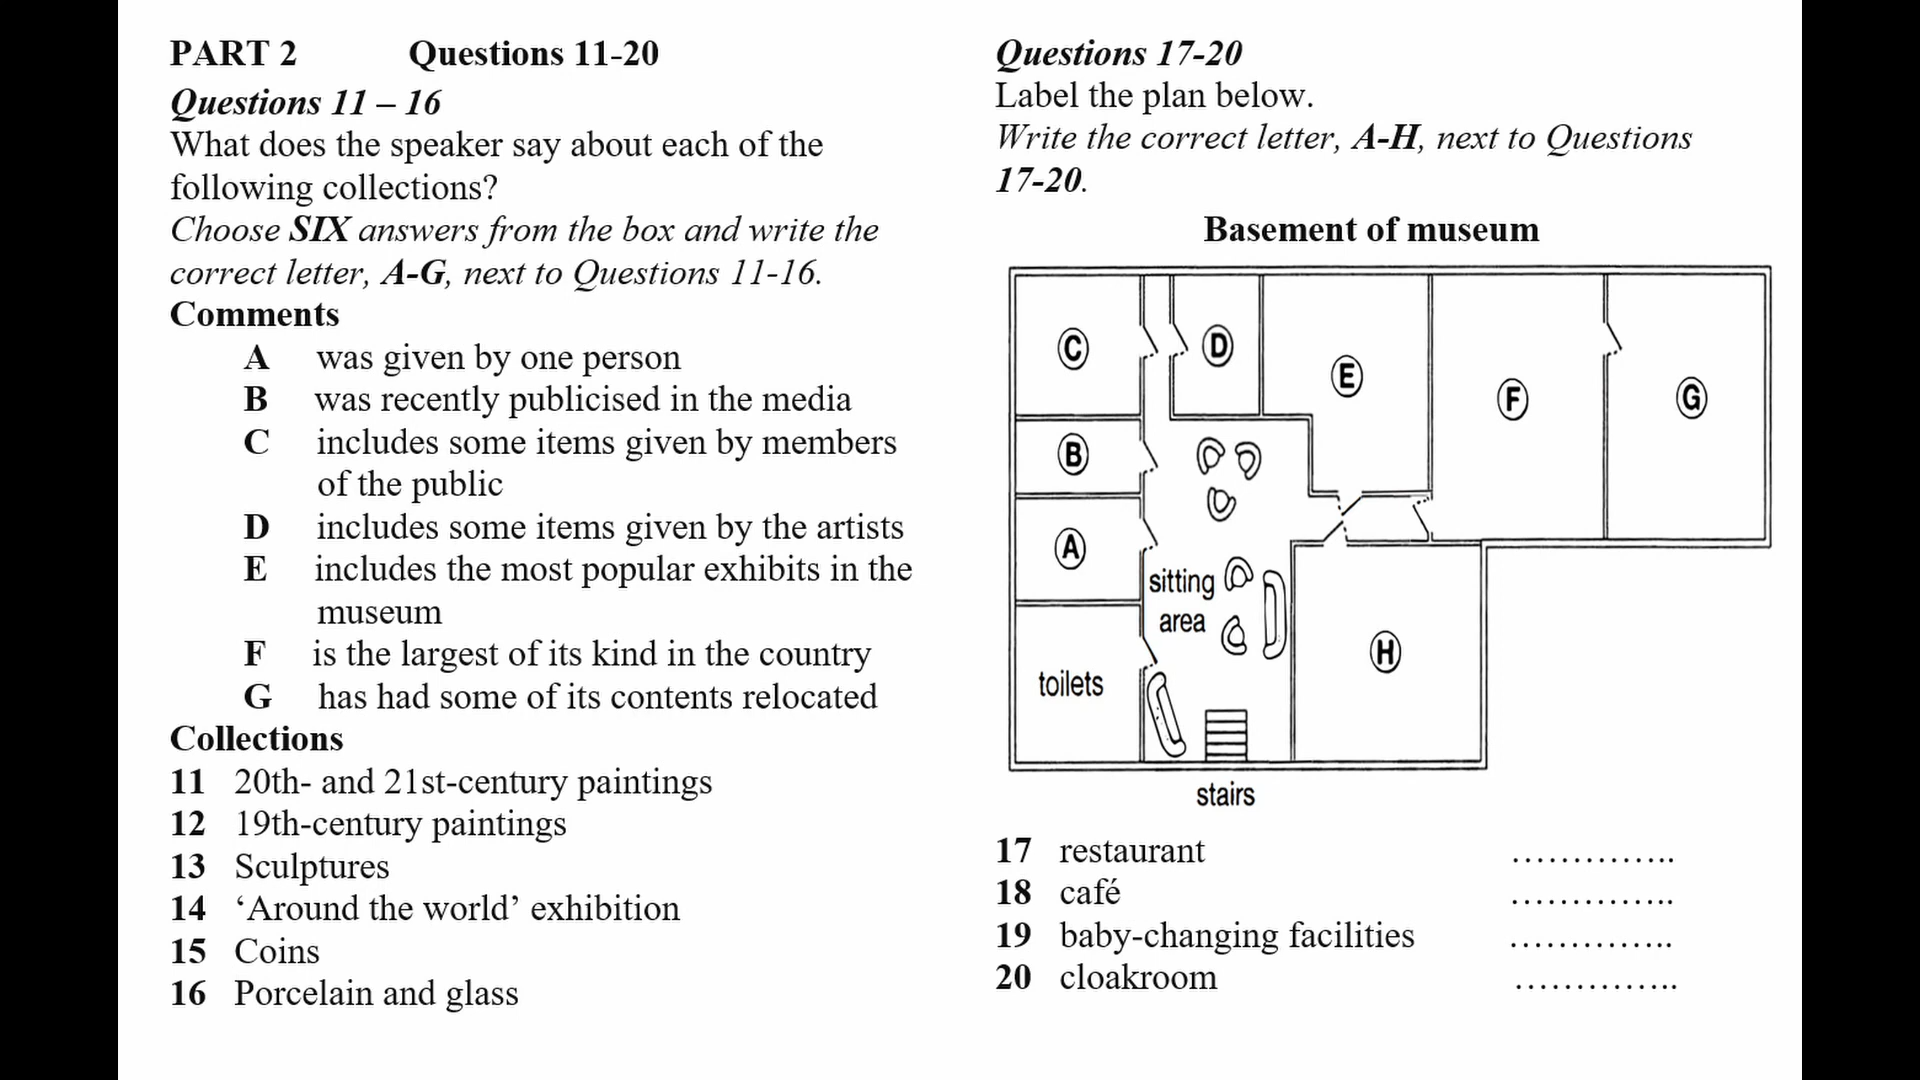 PART 2 Questions 11-20
Questions 11 – 16
What does the speaker say about each of the
following collections?
Choose SIX answers from the box and write the
correct letter, A-G, next to Questions 11-16.
Comments
A was given by one person
B was recently publicised in the media
C includes some items given by members
of the public
D includes some items given by the artists
E includes the most popular exhibits in the
museum
F is the largest of its kind in the country
G has had some of its contents relocated
Collections
11 20th- and 21st-century paintings
12 19th-century paintings
13 Sculptures
14 ‘Around the world’ exhibition
15 Coins
16 Porcelain and glass
Questions 17-20
Label the plan below.
Write the correct letter, A-H, next to Questions
17-20.
Basement of museum
C
D
E
F
G
B
A
sitting
area
H
toilets
stairs
17 restaurant …………..
18 café …………..
19 baby-changing facilities …………..
20 cloakroom …………..